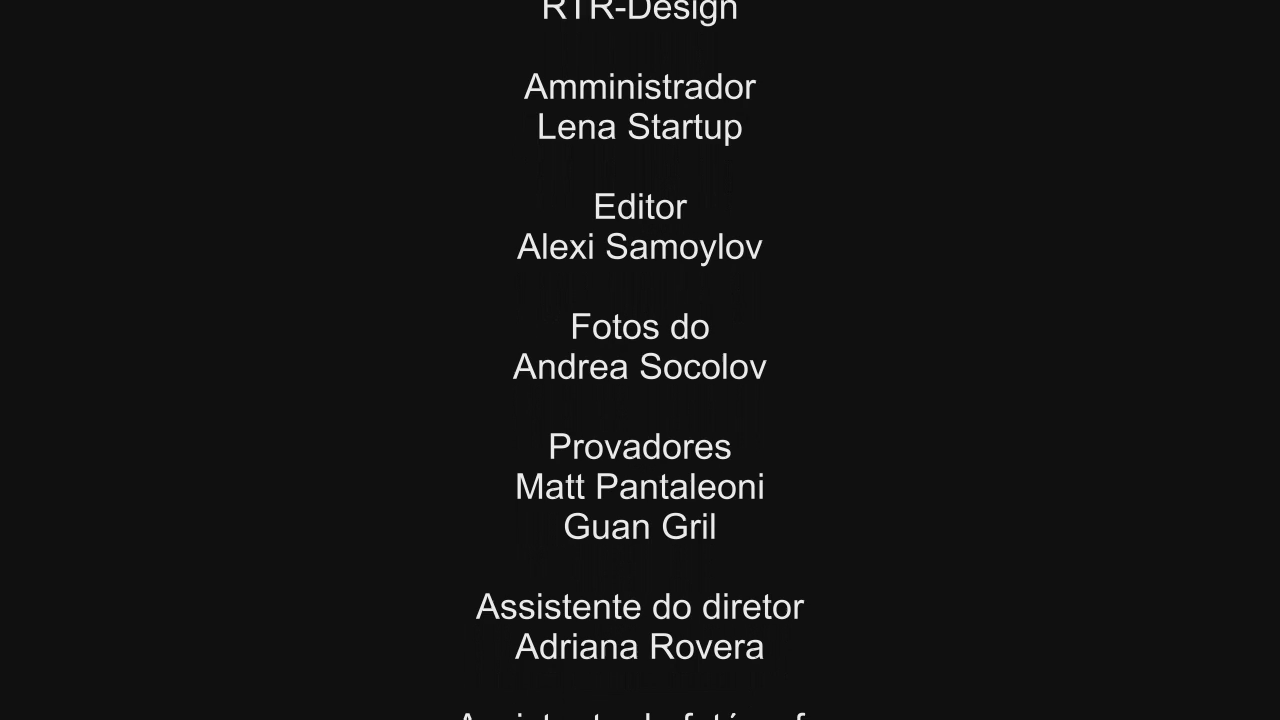 RTR-Design
Amministrador
Lena Startup
Editor
Alexi Samoylov
Fotos do
Andrea Socolov
Provadores
Matt Pantaleoni
Guan Gril
Assistente do diretor
Adriana Rovera